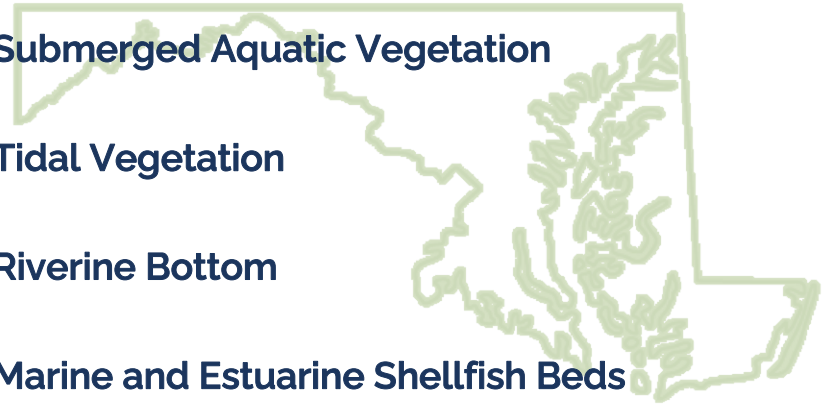 Submerged Aquatic Vegetation
Tidal Vegetation
Riverine Bottom
Marine and Estuarine Shellfish Beds